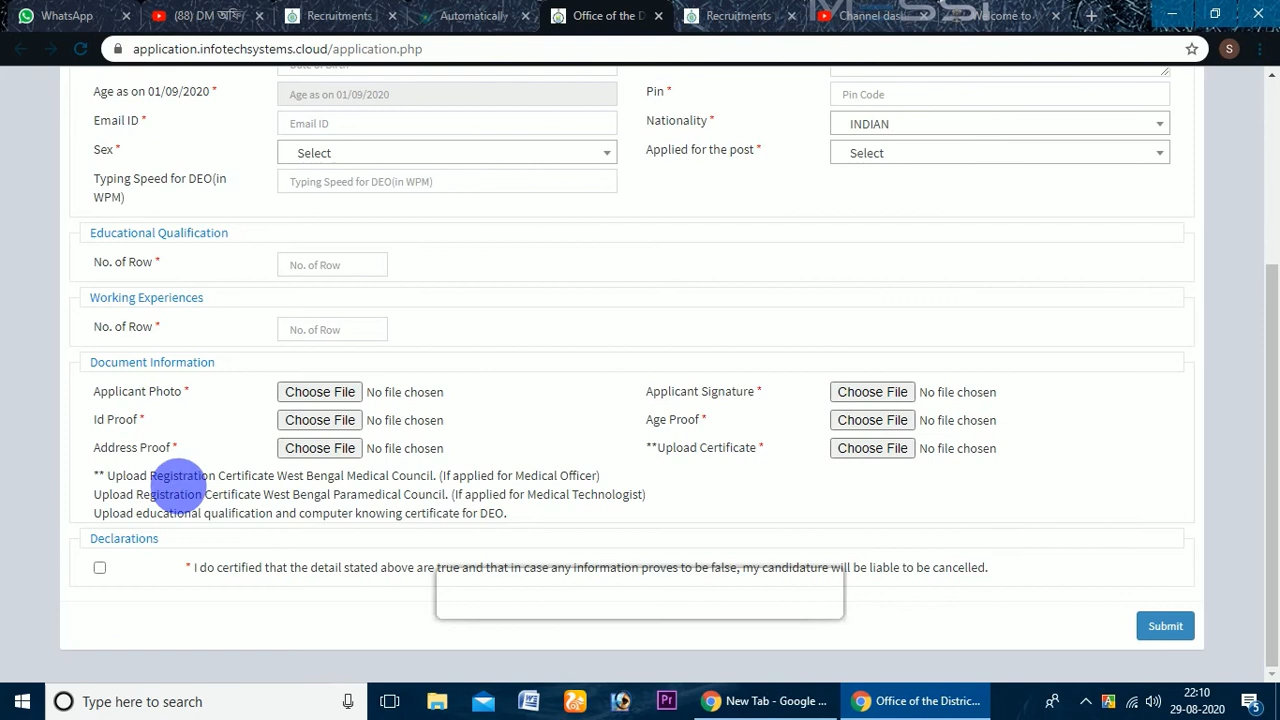 WhatsApp
(88) DM অফি
Recruitments
Automatically
Office of the D
Recruitments
Channel das
Welcome to
application.infotechsystems.cloud/application.php
S
Age as on 01/09/2020 *
Age as on 01/09/2020
Pin *
Pin Code
Email ID *
Email ID
Nationality *
INDIAN
Sex *
Select
Applied for the post *
Select
Typing Speed for DEO(in
WPM)
Typing Speed for DEO(in WPM)
Educational Qualification
No. of Row *
No. of Row
Working Experiences
No. of Row *
No. of Row
Document Information
Applicant Photo *
Choose File No file chosen
Applicant Signature *
Choose File No file chosen
Id Proof *
Choose File No file chosen
Age Proof *
Choose File No file chosen
Address Proof *
Choose File No file chosen
**Upload Certificate *
Choose File No file chosen
** Upload Registration Certificate West Bengal Medical Council. (If applied for Medical Officer)
Upload Registration Certificate West Bengal Paramedical Council. (If applied for Medical Technologist)
Upload educational qualification and computer knowing certificate for DEO.
Declarations
* I do certified that the detail stated above are true and that in case any information proves to be false, my candidature will be liable to be cancelled.
Submit
Type here to search
New Tab - Google ...
Office of the Distric...
22:10
29-08-2020
5